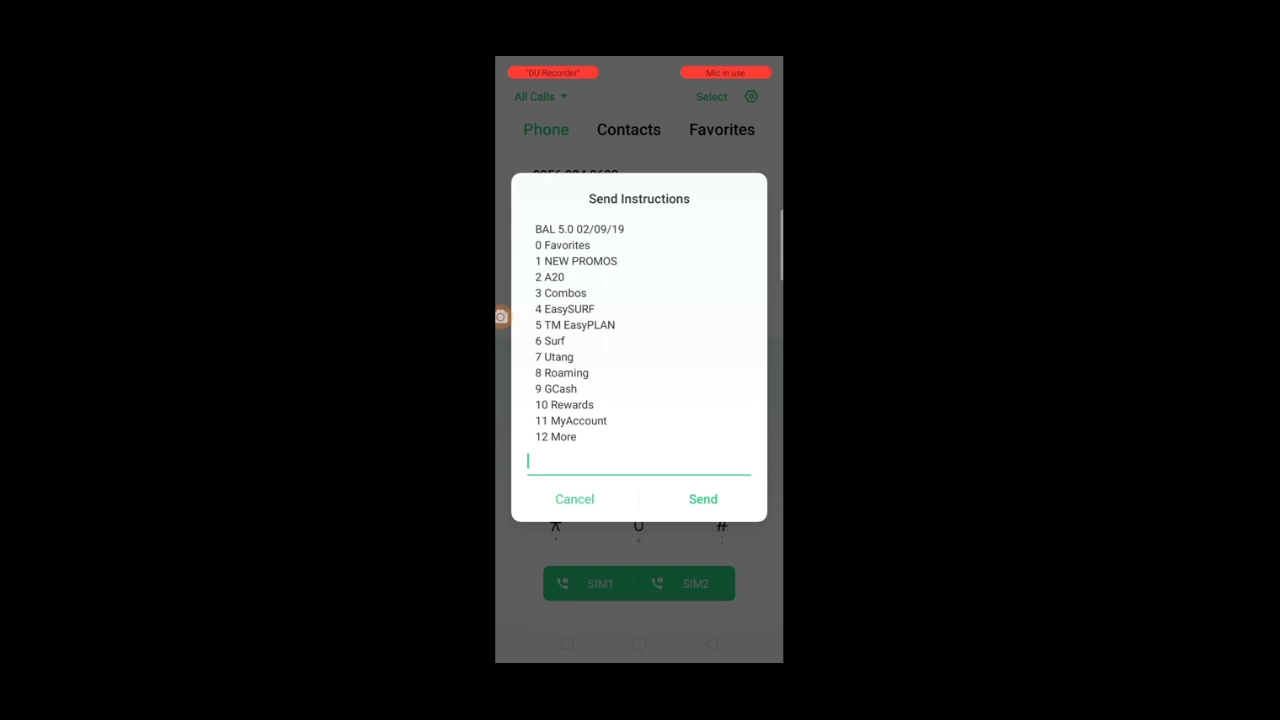 "DU Recorder"
Mic in use
All Calls
Select
Phone
Contacts
Favorites
Send Instructions
BAL 5.0 02/09/19
0 Favorites
1 NEW PROMOS
2 A20
3 Combos
4 EasySURF
5 TM EasyPLAN
6 Surf
7 Utang
8 Roaming
9 GCash
10 Rewards
11 MyAccount
12 More
Cancel
Send
#
SIM1
SIM2